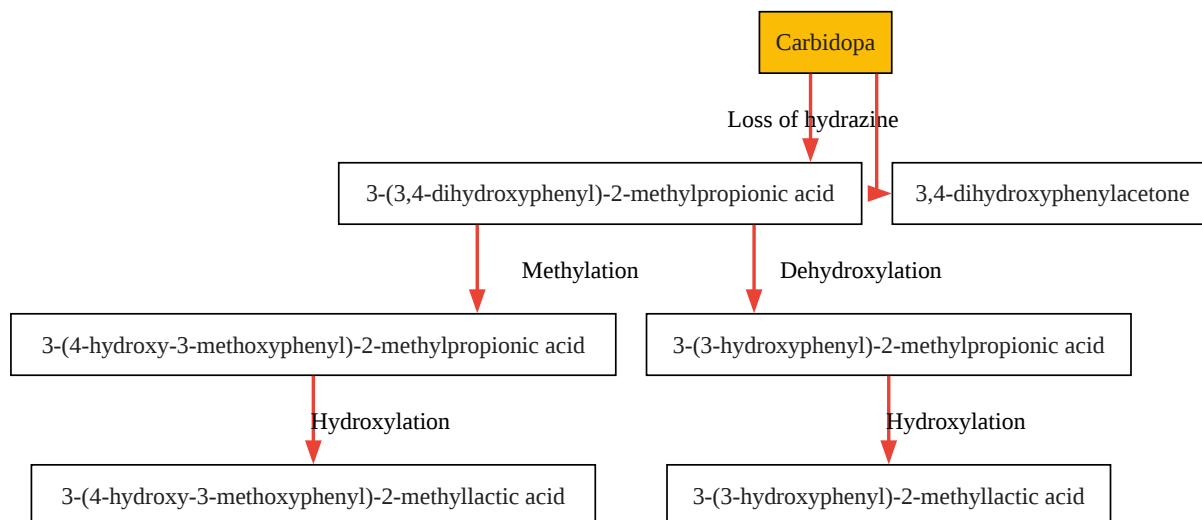 Carbidopa
Loss of hydrazine
3-(3,4-dihydroxyphenyl)-2-methylpropionic acid
3,4-dihydroxyphenylacetone
Methylation
Dehydroxylation
3-(4-hydroxy-3-methoxyphenyl)-2-methylpropionic acid
3-(3-hydroxyphenyl)-2-methylpropionic acid
Hydroxylation
Hydroxylation
3-(4-hydroxy-3-methoxyphenyl)-2-methyllactic acid
3-(3-hydroxyphenyl)-2-methyllactic acid